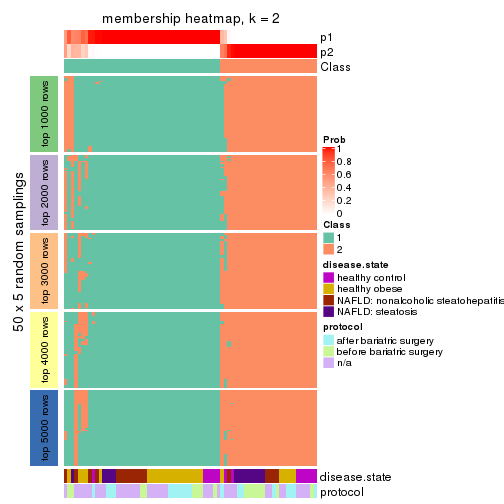 membership heatmap, k = 2
p1
p2
Class
50 x 5 random samplings
top 1000 rows
top 2000 rows
top 3000 rows
top 4000 rows
top 5000 rows
Prob
1
0.8
0.6
0.4
0.2
0
Class
1
2
disease.state
healthy control
healthy obese
NAFLD: nonalcoholic steatohepatitis
NAFLD: steatosis
protocol
after bariatric surgery
before bariatric surgery
n/a
disease.state
protocol